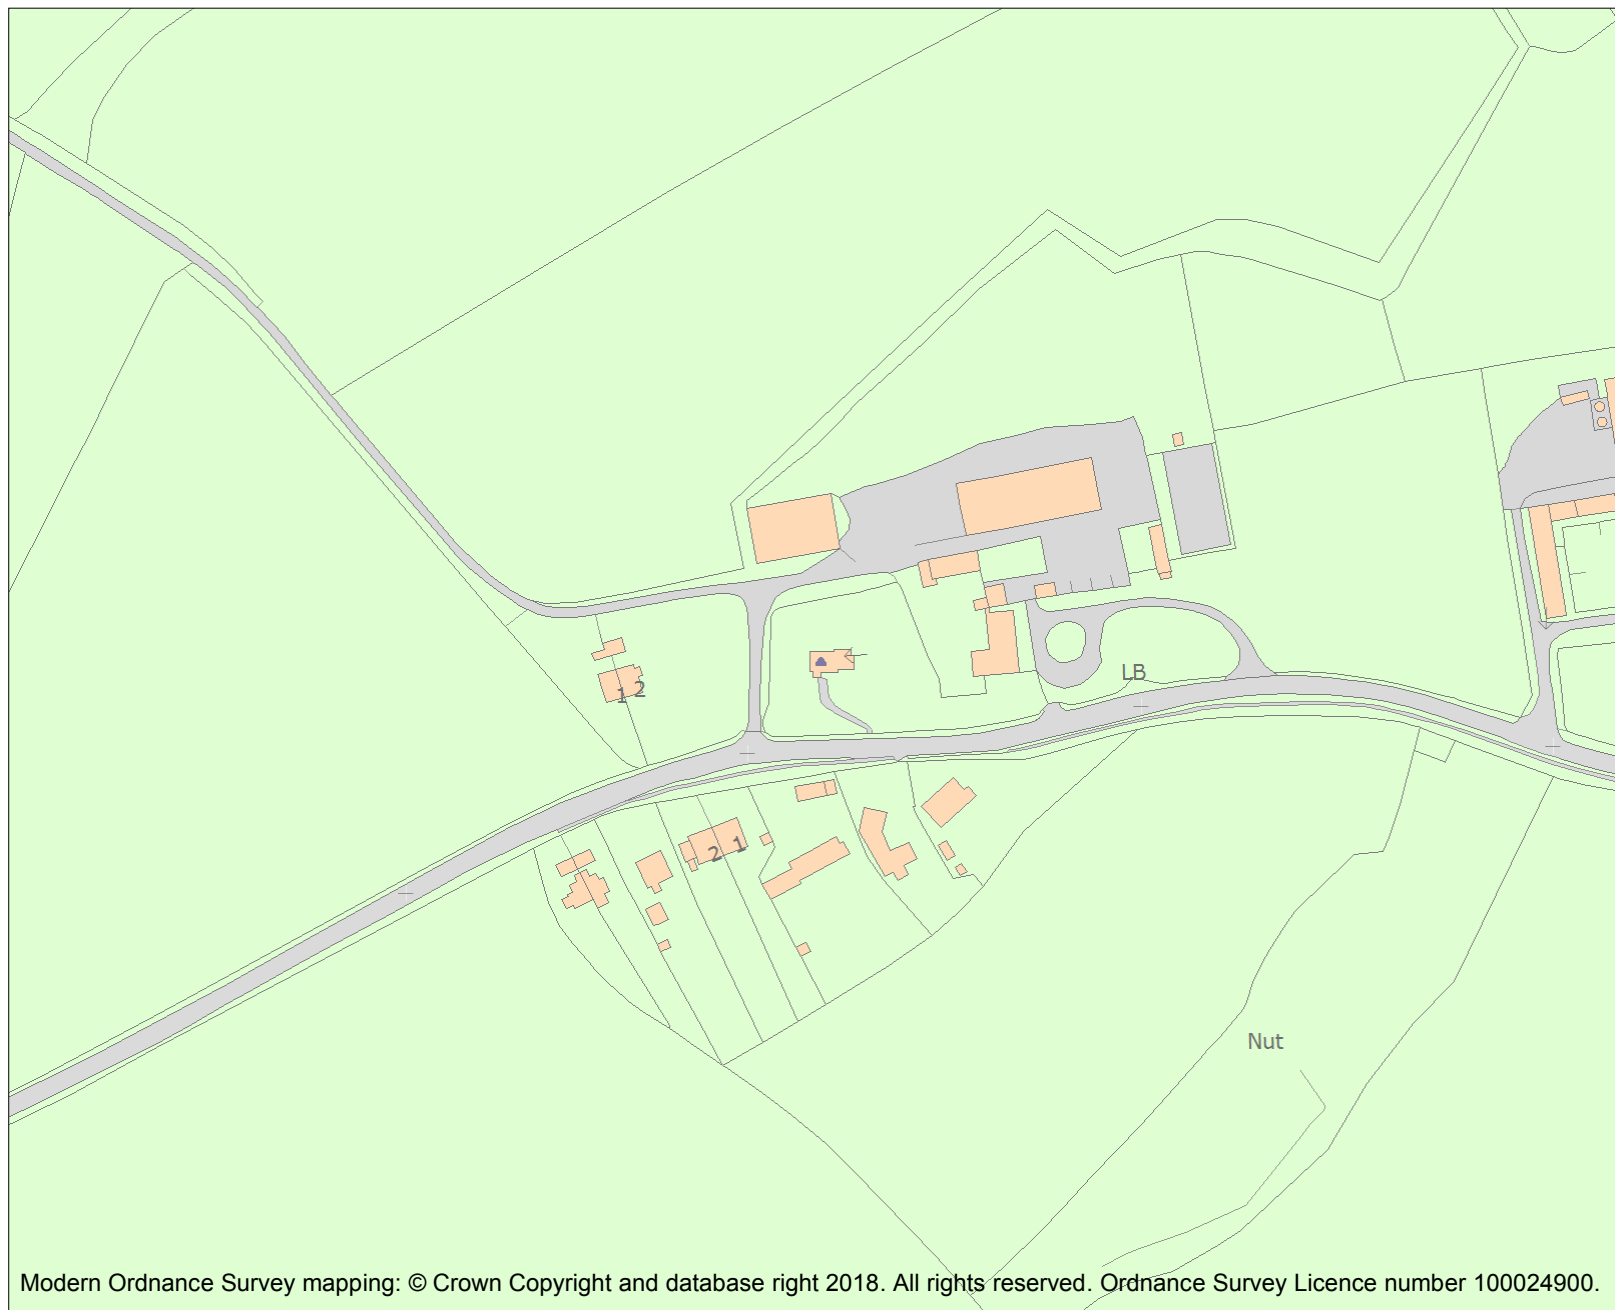 LB
1 2
2 1
Nut
Modern Ordnance Survey mapping: © Crown Copyright and database right 2018. All rights reserved. Ordnance Survey Licence number 100024900.